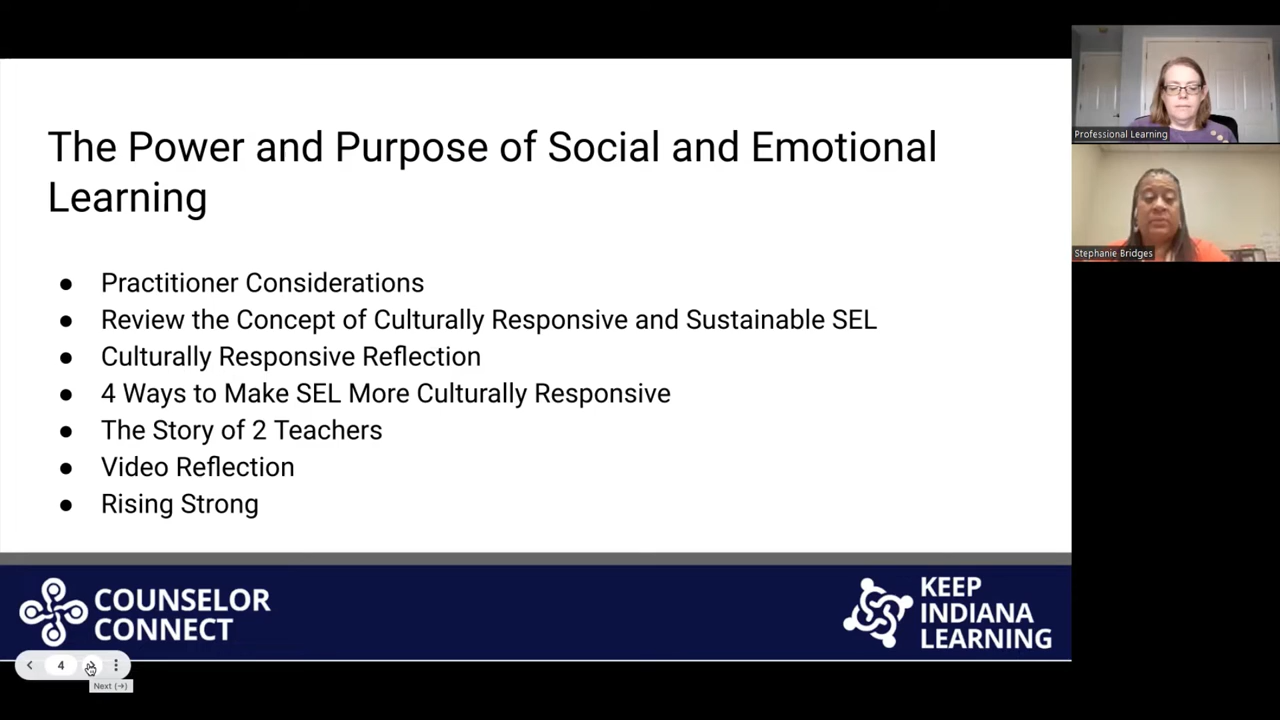 The Power and Purpose of Social and Emotional
Learning
● Practitioner Considerations
● Review the Concept of Culturally Responsive and Sustainable SEL
● Culturally Responsive Reflection
● 4 Ways to Make SEL More Culturally Responsive
● The Story of 2 Teachers
● Video Reflection
● Rising Strong
COUNSELOR
CONNECT
KEEP
INDIANA
LEARNING
4
Next (→)
Professional Learning
Stephanie Bridges